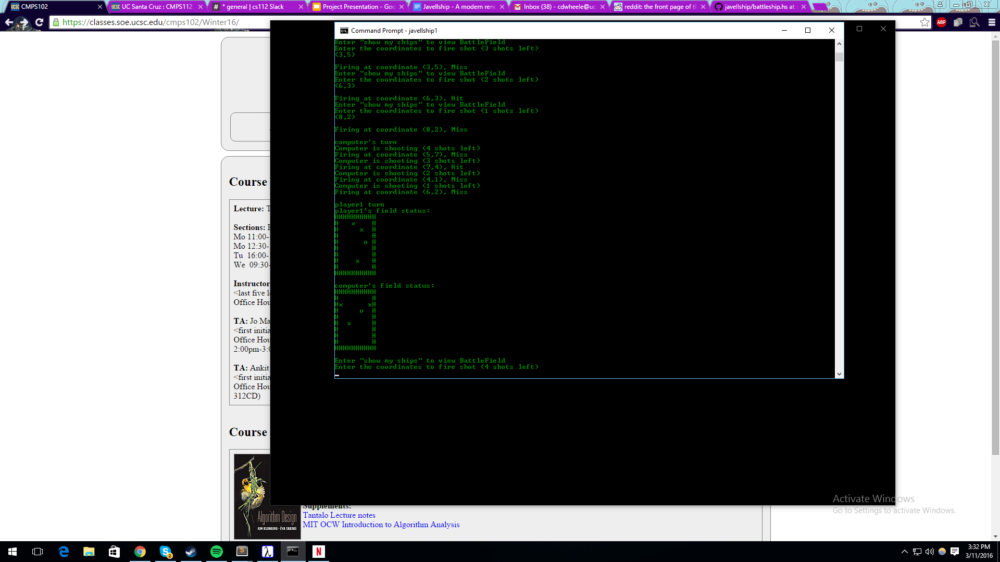 CMPS102
UC Santa Cruz : CMPS112
* general | cs112 Slack
Project Presentation - Goo
Javellship - A modern rend
Inbox (38) - cdwheele@uc
reddit: the front page of th
javellship/battleship.hs at
https://classes.soe.ucsc.edu/cmps102/Winter16/
ABP
Command Prompt - javellship1
Enter "show my ships" to view BattleField
Enter the coordinates to fire shot (3 shots left)
(3,5)
Firing at coordinate (3,5), Miss
Enter "show my ships" to view BattleField
Enter the coordinates to fire shot (2 shots left)
(6,3)
Firing at coordinate (6,3), Hit
Enter "show my ships" to view BattleField
Enter the coordinates to fire shot (1 shots left)
(8,2)
Firing at coordinate (8,2), Miss
computer's turn
Computer is shooting (4 shots left)
Firing at coordinate (5,7), Miss
Computer is shooting (3 shots left)
Firing at coordinate (7,4), Hit
Computer is shooting (2 shots left)
Firing at coordinate (4,1), Miss
Computer is shooting (1 shots left)
Firing at coordinate (6,2), Miss
player1 turn
player1's field status:
HHHHHHHHHH
H   x    H
H     x  H
H        H
H      o H
H        H
H        H
H    x   H
H        H
HHHHHHHHHH
computer's field status:
HHHHHHHHHH
H        H
Hx      xH
H     o  H
H        H
H  x     H
H        H
H        H
H        H
HHHHHHHHHH
Enter "show my ships" to view BattleField
Enter the coordinates to fire shot (4 shots left)
Course
Lecture: T
Sections:
Mo 11:00-
Mo 12:30-
Tu 16:00-
We 09:30-
Instructor
<last five l
Office Hou
TA: Jo Ma
<first initia
Office Hou
2:00pm-3:0
TA: Ankit
<first initia
Office Hou
312CD)
Course
Algorithm Design
JON KLEINBERG · ÉVA TARDOS
Supplements:
Tantalo Lecture notes
MIT OCW Introduction to Algorithm Analysis
Activate Windows
Go to Settings to activate Windows.
2
3:32 PM
3/11/2016